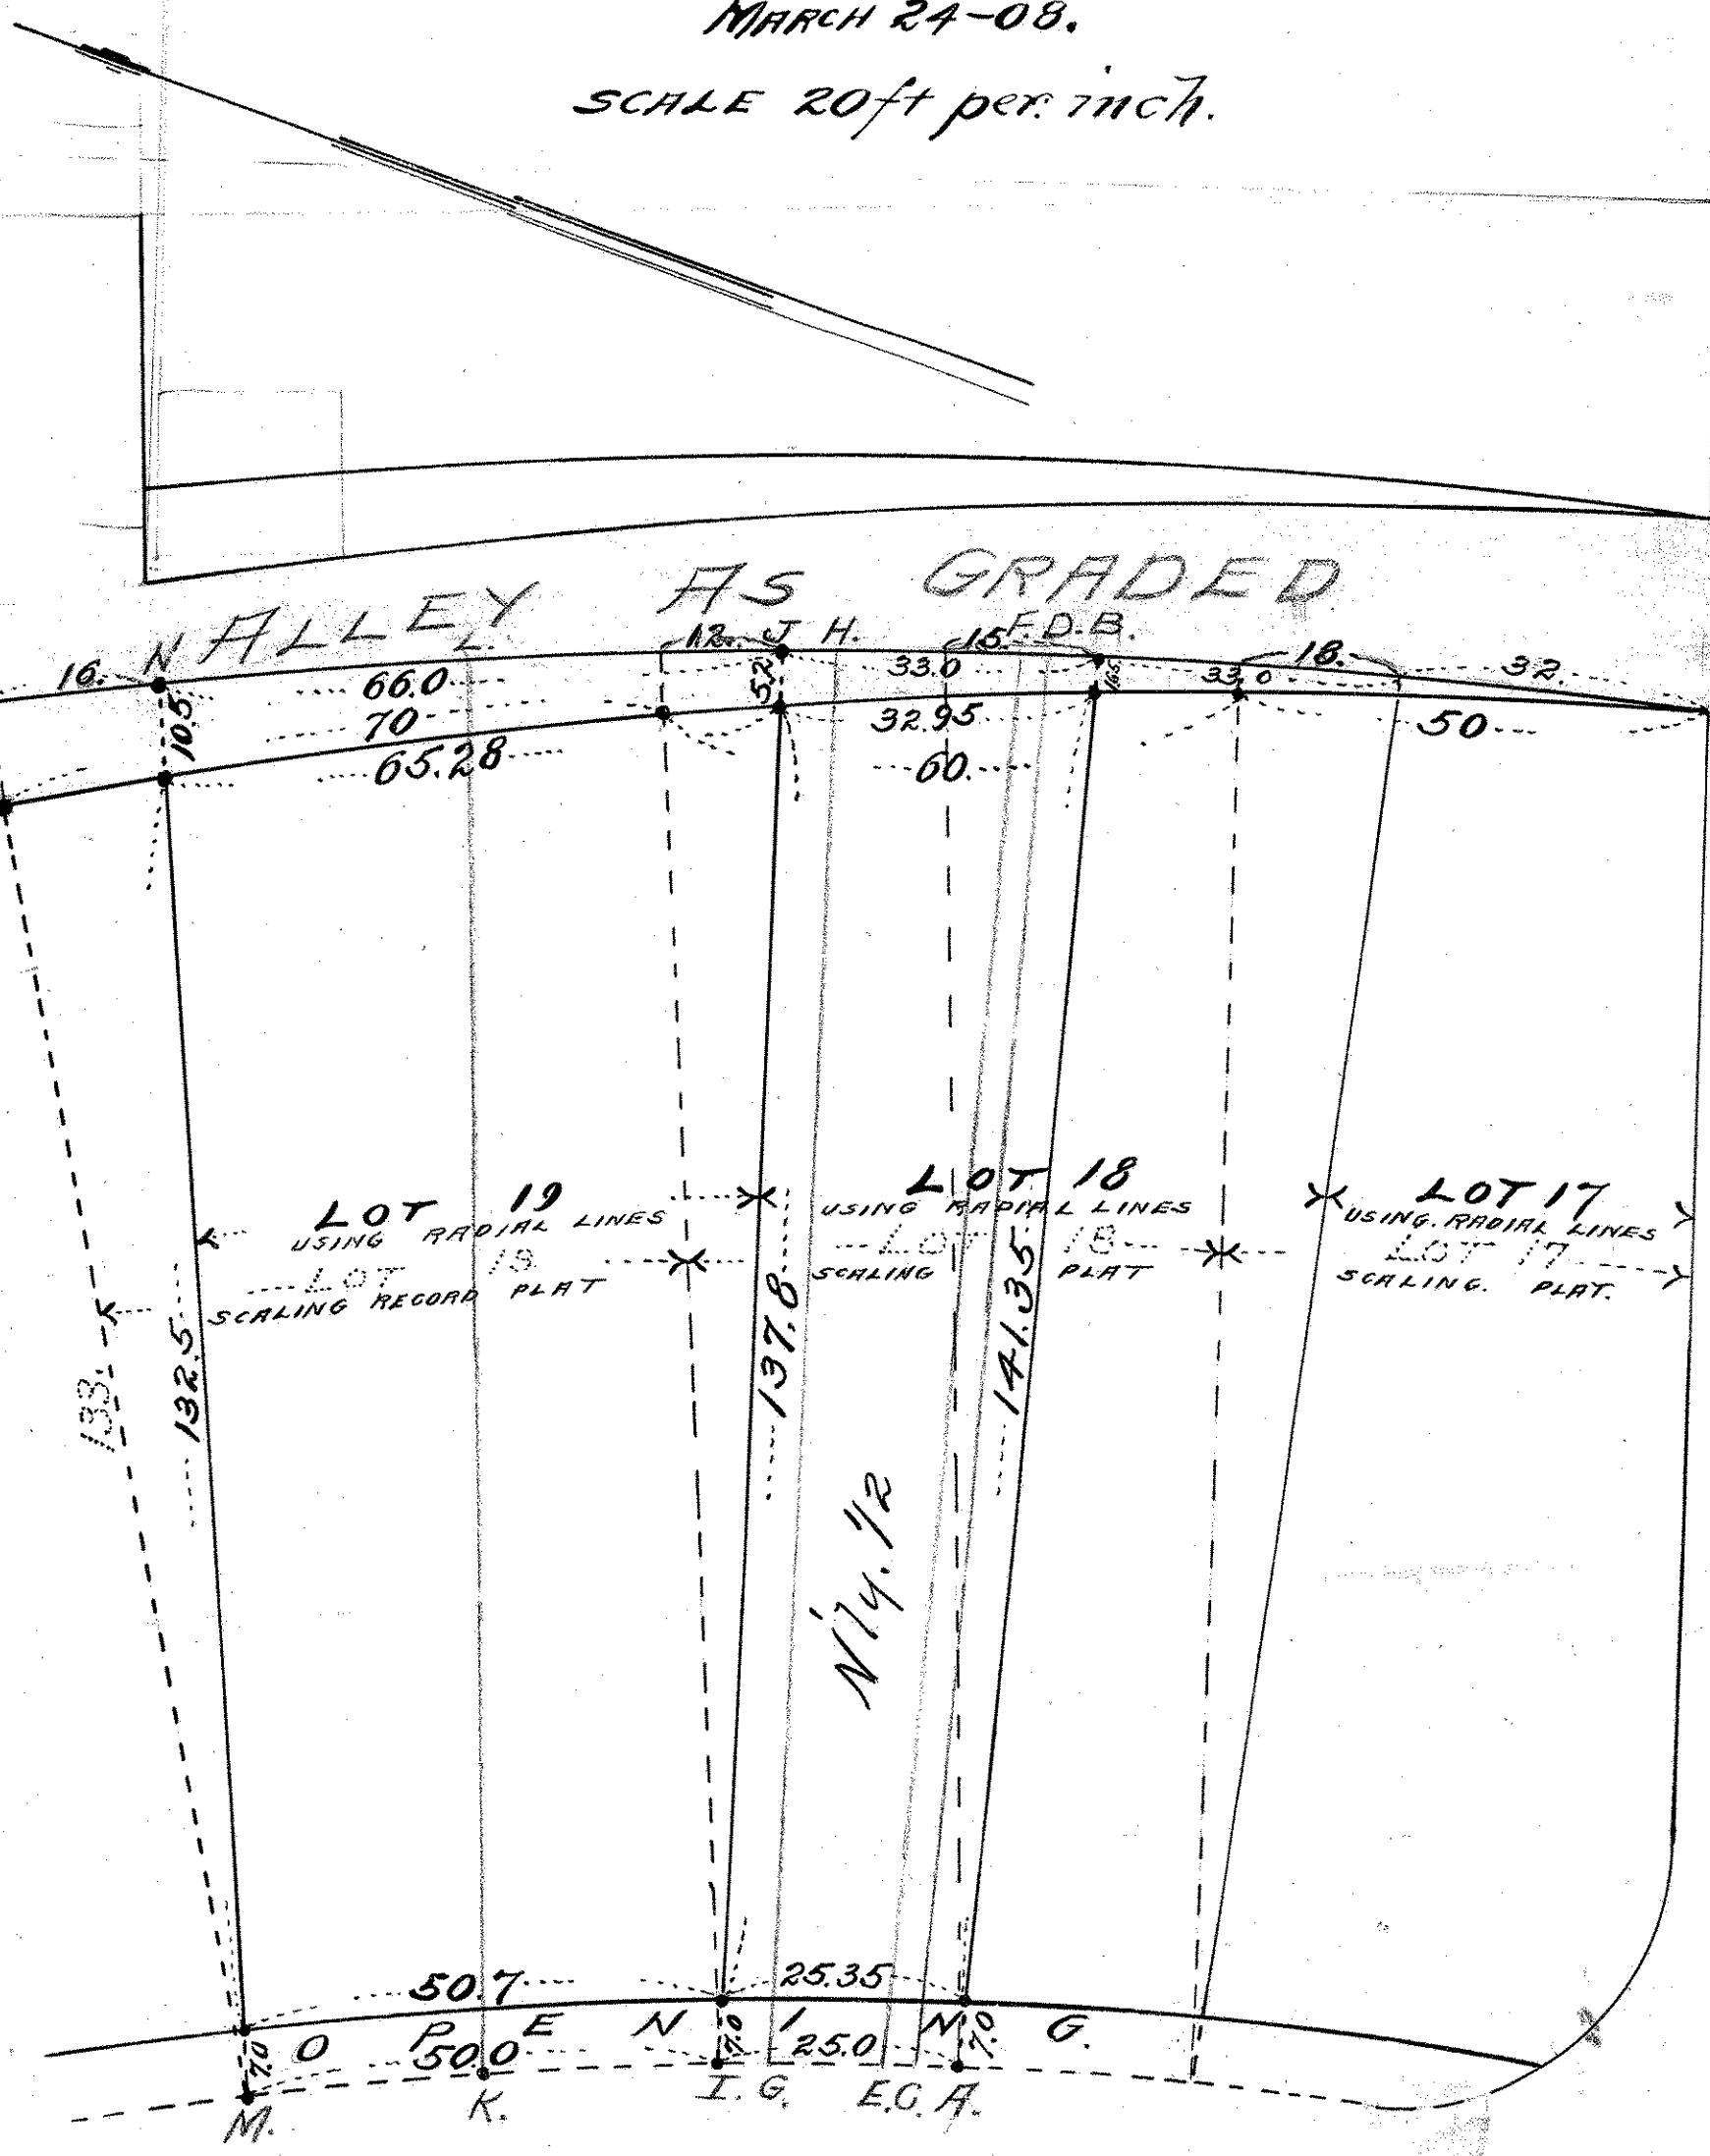 MARCH 24-08.
SCALE 20ft per. inch.
ALLEY AS GRADED
16. N L. 12. J H. 15. F. D. B. 18. 32.
66.0 33.0 33.0
10.5 5.2
70 32.95 50
65.28 60.
LOT 19
USING RADIAL LINES
LOT 19
SCALING RECORD PLAT
LOT 18
USING RADIAL LINES
LOT 18
SCALING PLAT
LOT 17
USING. RADIAL LINES
LOT 17
SCALING. PLAT.
133.
132.5
137.8
141.35
N'ly. 1/2
50.7 25.35
OPENING.
7.0 50.0 7.0 25.0 7.0
M. K. I. G. E. C. A.